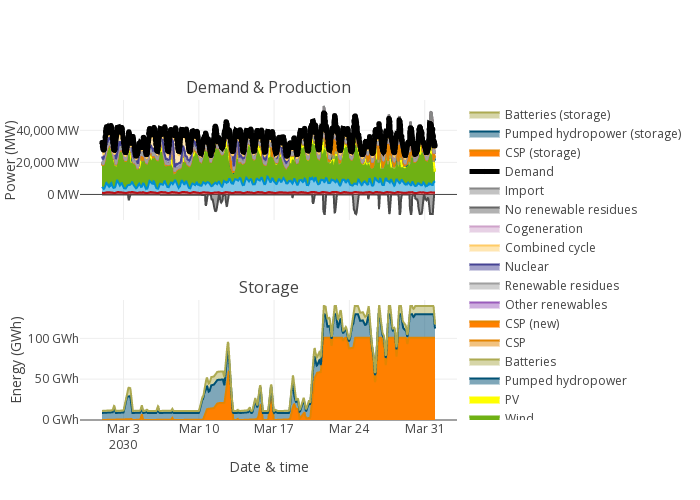 Demand & Production
Power (MW)
40,000 MW
20,000 MW
0 MW
Storage
Energy (GWh)
100 GWh
50 GWh
0 GWh
Mar 3
2030
Mar 10
Mar 17
Mar 24
Mar 31
Date & time
Batteries (storage)
Pumped hydropower (storage)
CSP (storage)
Demand
Import
No renewable residues
Cogeneration
Combined cycle
Nuclear
Renewable residues
Other renewables
CSP (new)
CSP
Batteries
Pumped hydropower
PV
Wind